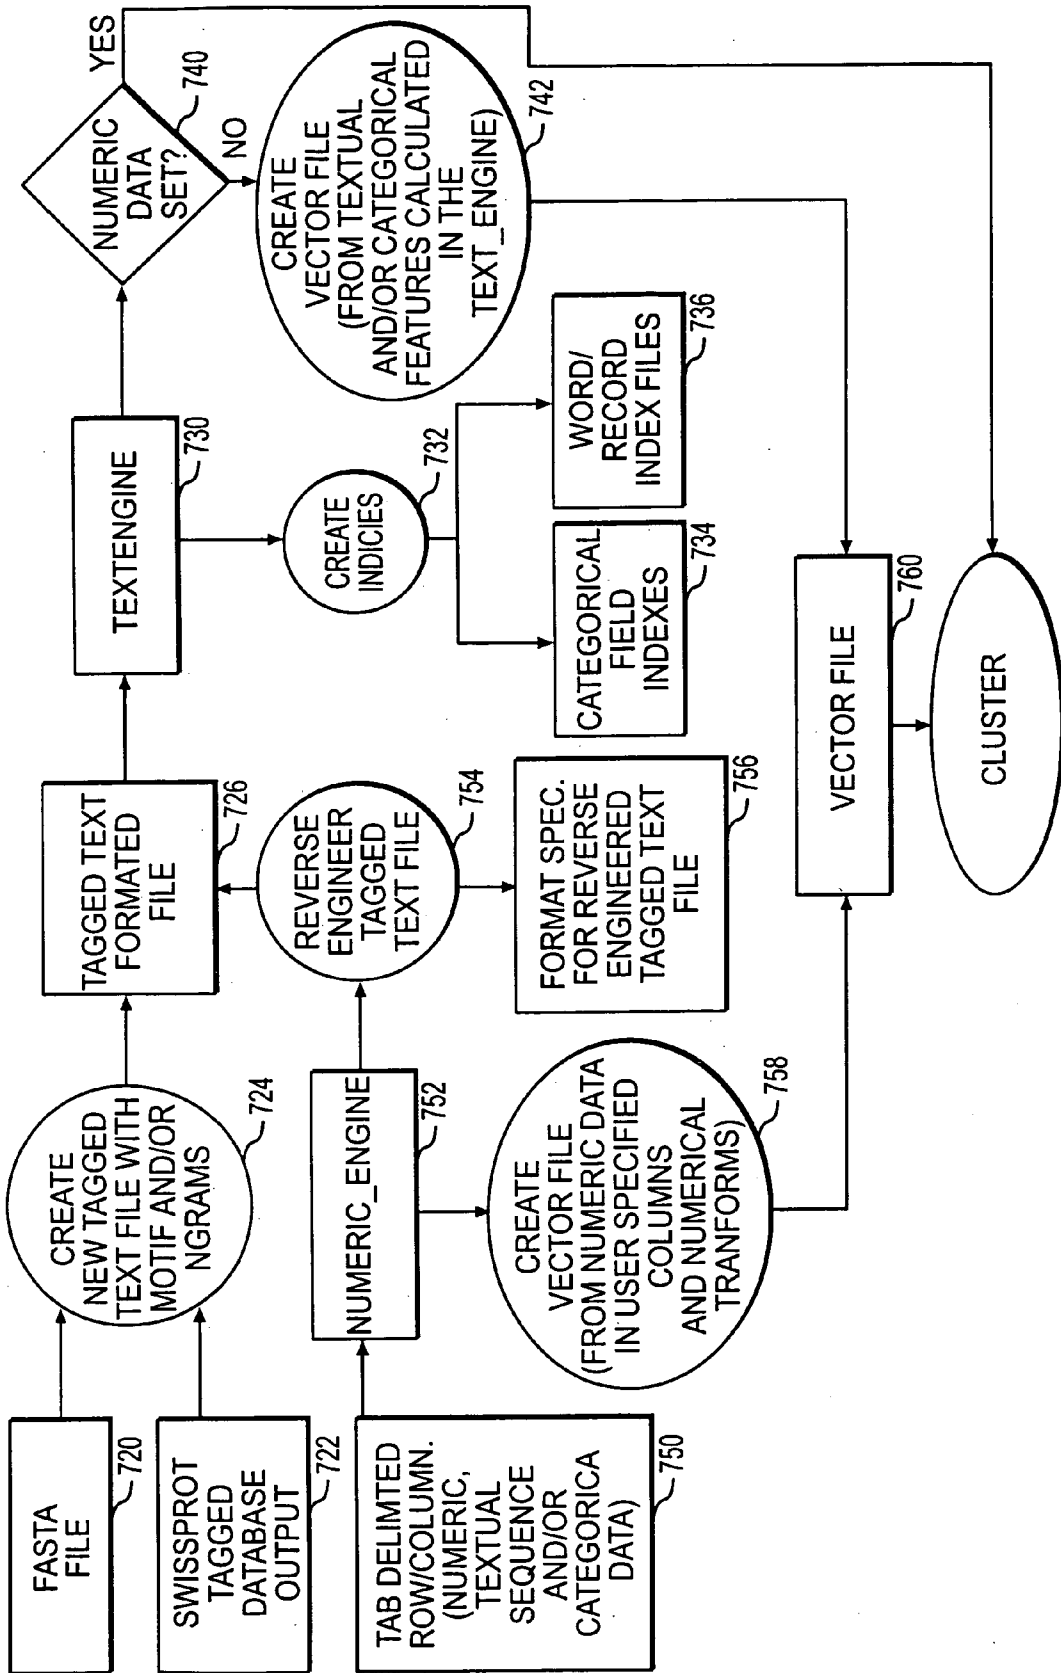 FASTA
FILE
720
SWISSPROT
TAGGED
DATABASE
OUTPUT
722
CREATE
NEW TAGGED
TEXT FILE WITH
MOTIF AND/OR
NGRAMS
724
TAGGED TEXT
FORMATED
FILE
726
TEXTENGINE
730
NUMERIC
DATA
SET?
740
YES
NO
CREATE
VECTOR FILE
(FROM TEXTUAL
AND/OR CATEGORICAL
FEATURES CALCULATED
IN THE
TEXT_ENGINE)
742
CREATE
INDICIES
732
CATEGORICAL
FIELD
INDEXES
734
WORD/
RECORD
INDEX FILES
736
TAB DELIMTED
ROW/COLUMN.
(NUMERIC,
TEXTUAL
SEQUENCE
AND/OR
CATEGORICA
DATA)
750
NUMERIC_ENGINE
752
REVERSE
ENGINEER
TAGGED
TEXT FILE
754
FORMAT SPEC.
FOR REVERSE
ENGINEERED
TAGGED TEXT
FILE
756
CREATE
VECTOR FILE
(FROM NUMERIC DATA
IN USER SPECIFIED
COLUMNS
AND NUMERICAL
TRANFORMS)
758
VECTOR FILE
760
CLUSTER